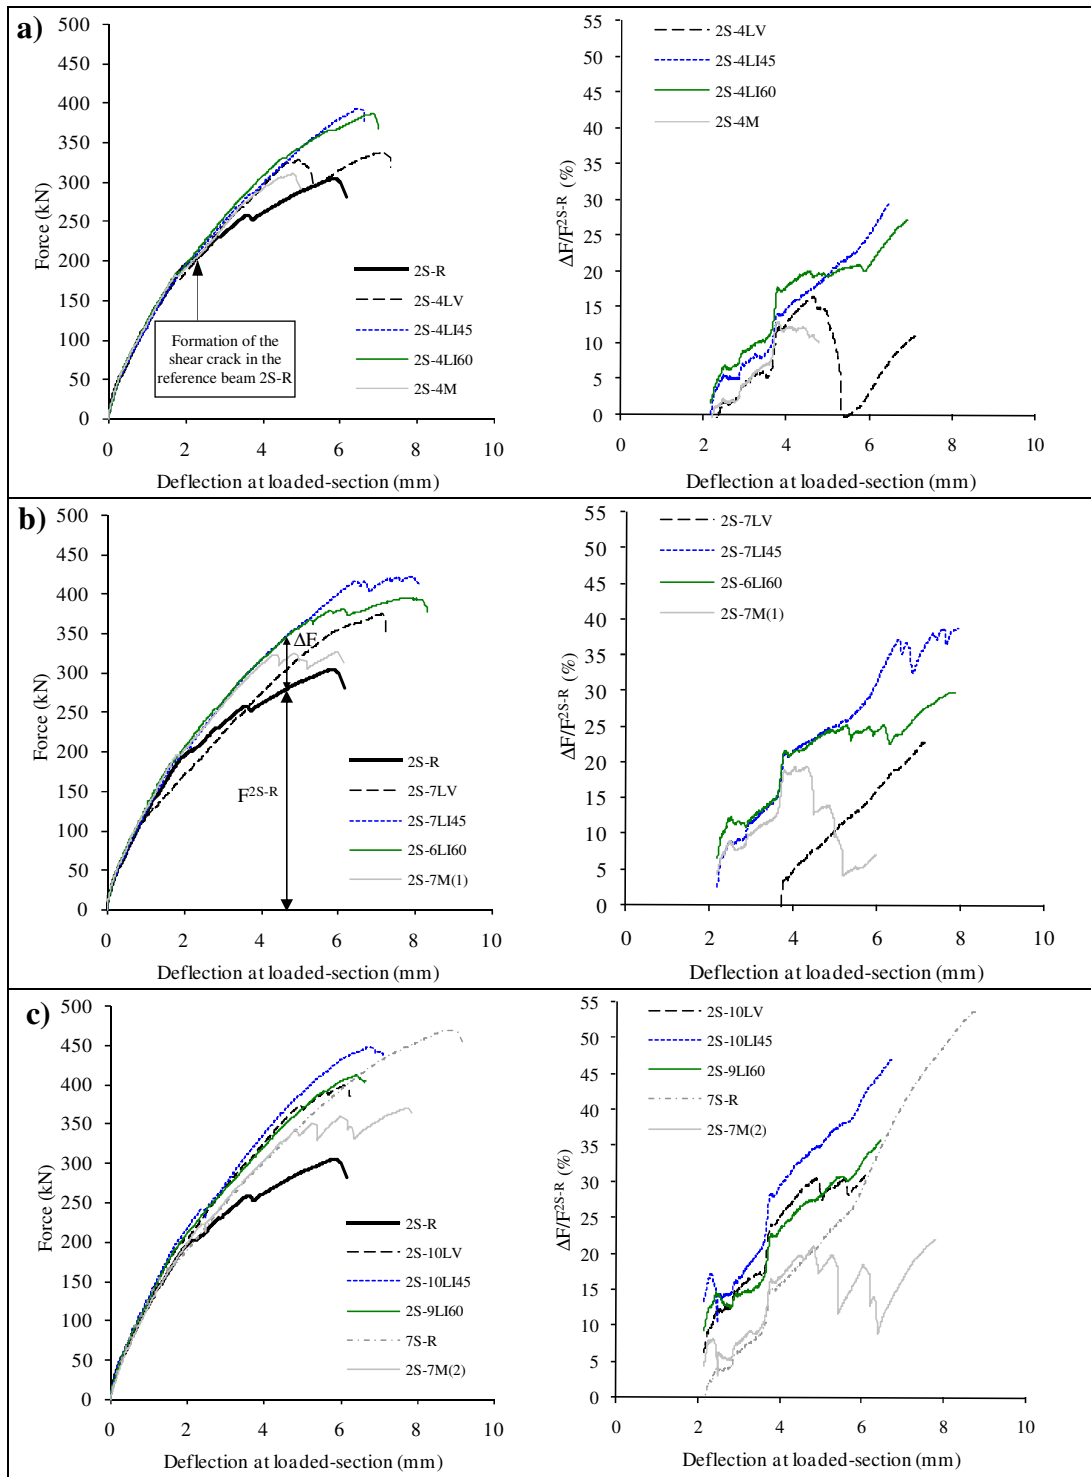 a)
500
450
400
350
300
250
200
150
100
50
0
Force (kN)
0 2 4 6 8 10
Deflection at loaded-section (mm)
Formation of the
shear crack in the
reference beam 2S-R
2S-R
2S-4LV
2S-4LI45
2S-4LI60
2S-4M
55
50
45
40
35
30
25
20
15
10
5
0
ΔF/F2S-R (%)
0 2 4 6 8 10
Deflection at loaded-section (mm)
2S-4LV
2S-4LI45
2S-4LI60
2S-4M
b)
500
450
400
350
300
250
200
150
100
50
0
Force (kN)
0 2 4 6 8 10
Deflection at loaded-section (mm)
ΔF
F2S-R
2S-R
2S-7LV
2S-7LI45
2S-6LI60
2S-7M(1)
55
50
45
40
35
30
25
20
15
10
5
0
ΔF/F2S-R (%)
0 2 4 6 8 10
Deflection at loaded-section (mm)
2S-7LV
2S-7LI45
2S-6LI60
2S-7M(1)
c)
500
450
400
350
300
250
200
150
100
50
0
Force (kN)
0 2 4 6 8 10
Deflection at loaded-section (mm)
2S-R
2S-10LV
2S-10LI45
2S-9LI60
7S-R
2S-7M(2)
55
50
45
40
35
30
25
20
15
10
5
0
ΔF/F2S-R (%)
0 2 4 6 8 10
Deflection at loaded-section (mm)
2S-10LV
2S-10LI45
2S-9LI60
7S-R
2S-7M(2)